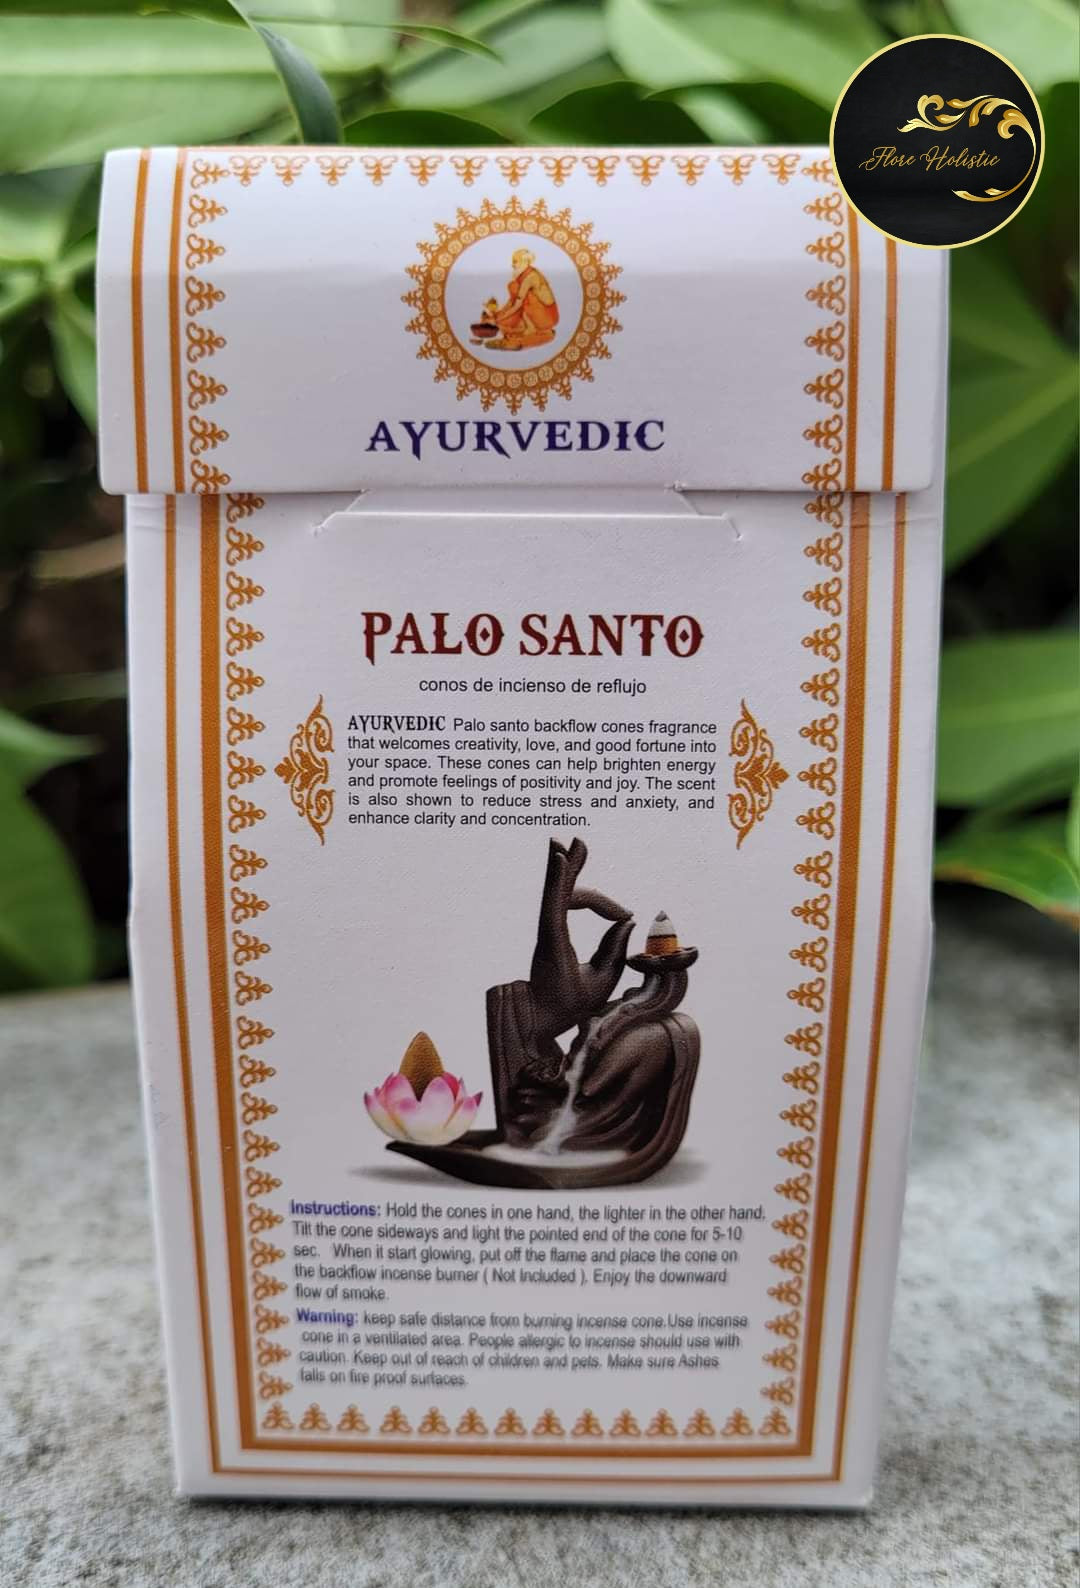 Flore Holistic
AYURVEDIC
PALO SANTO
conos de incienso de reflujo
AYURVEDIC Palo santo backflow cones fragrance
that welcomes creativity, love, and good fortune into
your space. These cones can help brighten energy
and promote feelings of positivity and joy. The scent
is also shown to reduce stress and anxiety, and
enhance clarity and concentration.
Instructions: Hold the cones in one hand, the lighter in the other hand.
Tilt the cone sideways and light the pointed end of the cone for 5-10
sec. When it start glowing, put off the flame and place the cone on
the backflow incense burner ( Not Included ). Enjoy the downward
flow of smoke.
Warning: keep safe distance from burning incense cone.Use incense
cone in a ventilated area. People allergic to incense should use with
caution. Keep out of reach of children and pets. Make sure Ashes
falls on fire proof surfaces.